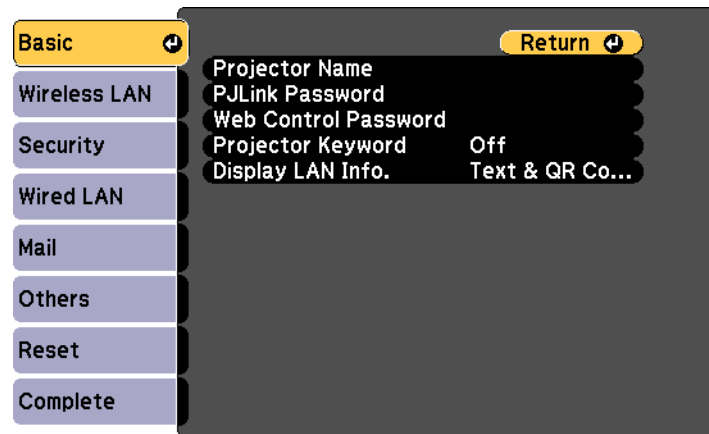 Basic
Wireless LAN
Security
Wired LAN
Mail
Others
Reset
Complete
Return
Projector Name
PJLink Password
Web Control Password
Projector Keyword Off
Display LAN Info. Text & QR Co...